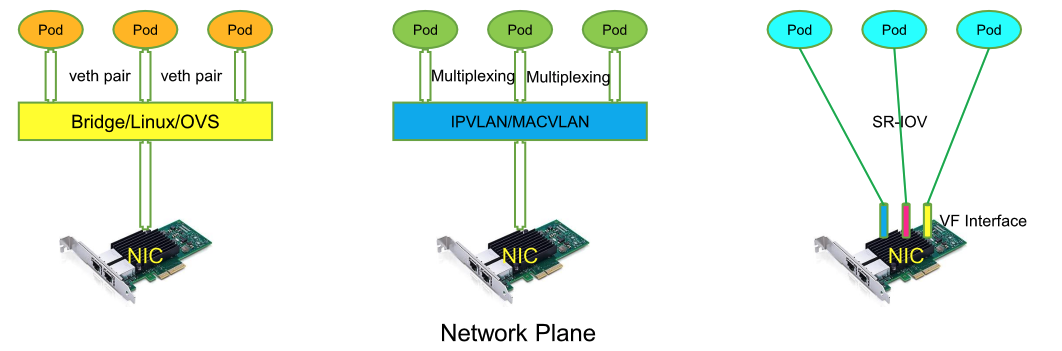 Pod Pod Pod
veth pair veth pair
Bridge/Linux/OVS
NIC
Pod Pod Pod
Multiplexing Multiplexing
IPVLAN/MACVLAN
NIC
Pod Pod Pod
SR-IOV
VF Interface
NIC
Network Plane